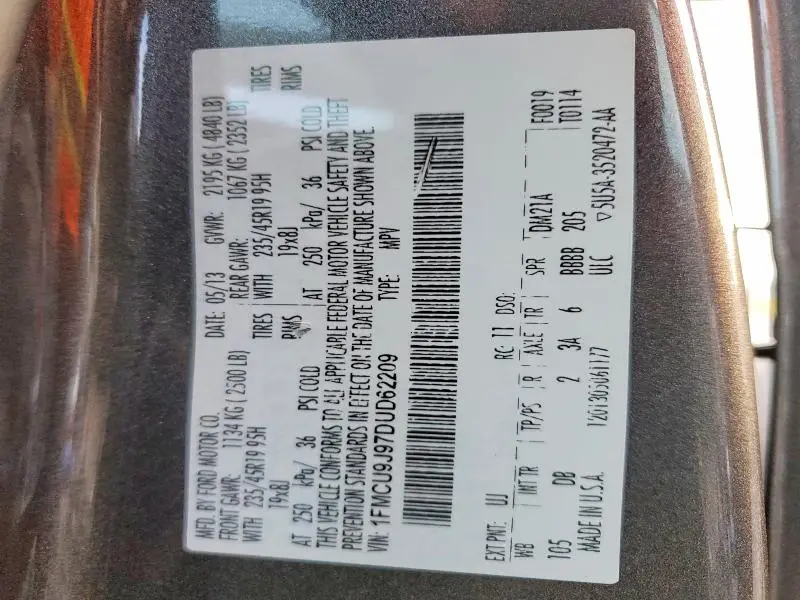 MFD. BY FORD MOTOR CO. DATE: 05/13 GVWR: 2195 KG ( 4840 LB)
FRONT GAWR: 1134 KG ( 2500 LB) REAR GAWR: 1067 KG ( 2352 LB)
WITH 235/45R19 95H TIRES WITH 235/45R19 95H TIRES
19x8J RIMS 19x8J RIMS
AT 250 kPa/ 36 PSI COLD AT 250 kPa/ 36 PSI COLD
THIS VEHICLE CONFORMS TO ALL APPLICABLE FEDERAL MOTOR VEHICLE SAFETY AND THEFT
PREVENTION STANDARDS IN EFFECT ON THE DATE OF MANUFACTURE SHOWN ABOVE.
VIN: 1FMCU9J97DUD62209 TYPE: MPV
EXT PNT: UJ RC: 11 DSO: F0019
WB INT TR TP/PS R AXLE TR SPR DM21A T0114
105 DB 2 3A 6 BBBB 205
MADE IN U.S.A. ULC ▽5U5A-3520472-AA